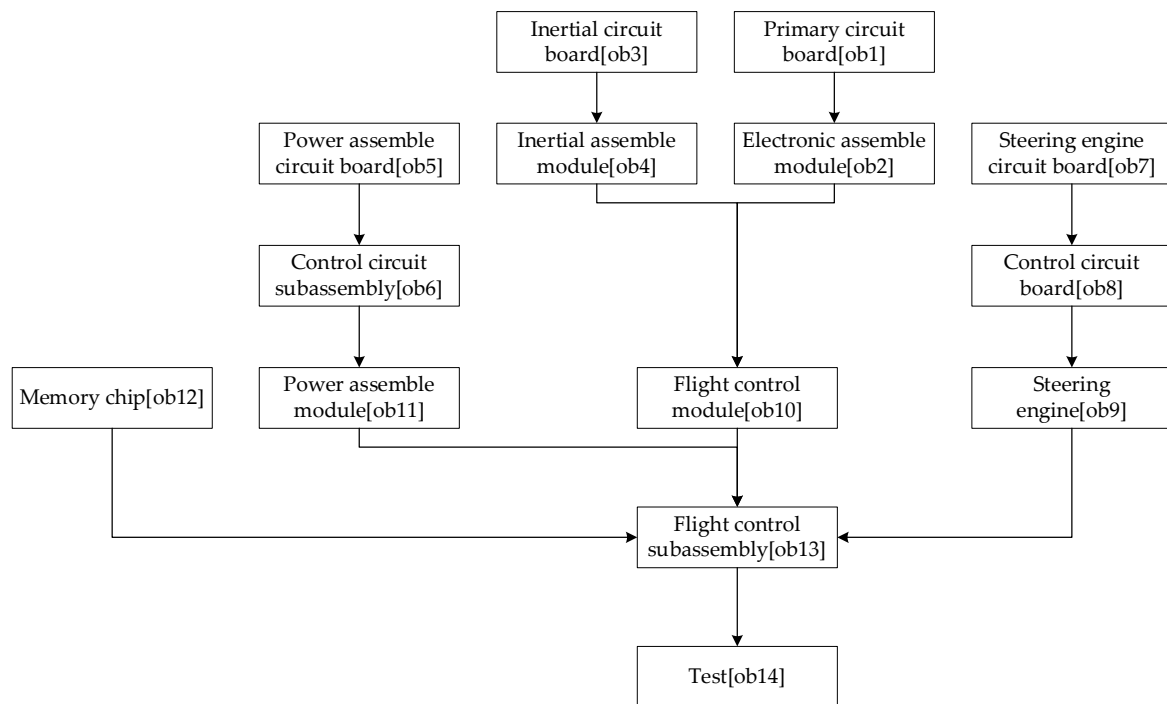 Inertial circuit
board[ob3]
Primary circuit
board[ob1]
Power assemble
circuit board[ob5]
Inertial assemble
module[ob4]
Electronic assemble
module[ob2]
Steering engine
circuit board[ob7]
Control circuit
subassembly[ob6]
Control circuit
board[ob8]
Memory chip[ob12]
Power assemble
module[ob11]
Flight control
module[ob10]
Steering
engine[ob9]
Flight control
subassembly[ob13]
Test[ob14]